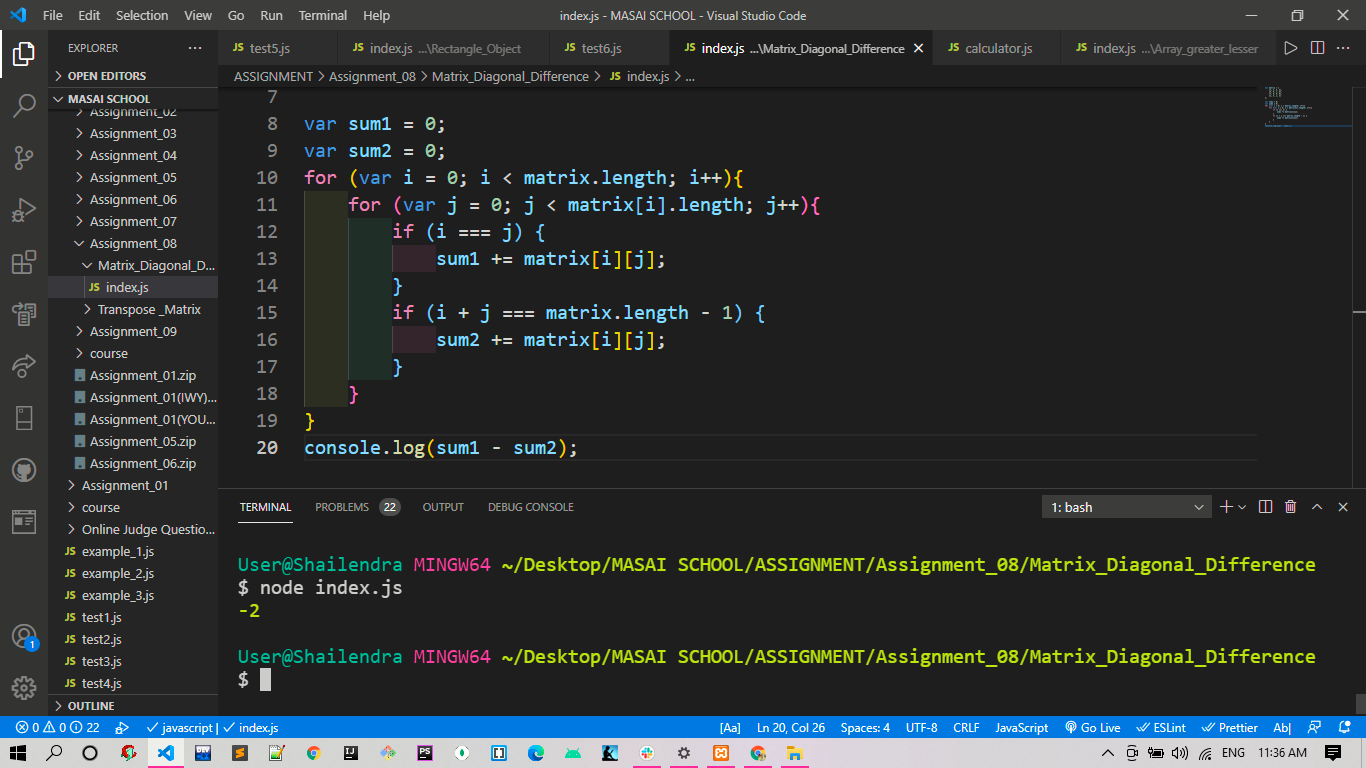 File Edit Selection View Go Run Terminal Help index.js - MASAI SCHOOL - Visual Studio Code
EXPLORER ...
JS test5.js JS index.js ...\Rectangle_Object JS test6.js JS index.js ...\Matrix_Diagonal_Difference JS calculator.js JS index.js ...\Array_greater_lesser
ASSIGNMENT > Assignment_08 > Matrix_Diagonal_Difference > JS index.js > ...
OPEN EDITORS
MASAI SCHOOL
Assignment_02
Assignment_03
Assignment_04
Assignment_05
Assignment_06
Assignment_07
Assignment_08
Matrix_Diagonal_D...
JS index.js
Transpose _Matrix
Assignment_09
course
Assignment_01.zip
Assignment_01(IWY)...
Assignment_01(YOU...
Assignment_05.zip
Assignment_06.zip
Assignment_01
course
Online Judge Questio...
JS example_1.js
JS example_2.js
JS example_3.js
JS test1.js
JS test2.js
JS test3.js
JS test4.js
OUTLINE
1
7
8 var sum1 = 0;
9 var sum2 = 0;
10 for (var i = 0; i < matrix.length; i++){
11 for (var j = 0; j < matrix[i].length; j++){
12 if (i === j) {
13 sum1 += matrix[i][j];
14 }
15 if (i + j === matrix.length - 1) {
16 sum2 += matrix[i][j];
17 }
18 }
19 }
20 console.log(sum1 - sum2);
TERMINAL PROBLEMS 22 OUTPUT DEBUG CONSOLE 1: bash
User@Shailendra MINGW64 ~/Desktop/MASAI SCHOOL/ASSIGNMENT/Assignment_08/Matrix_Diagonal_Difference
$ node index.js
-2
User@Shailendra MINGW64 ~/Desktop/MASAI SCHOOL/ASSIGNMENT/Assignment_08/Matrix_Diagonal_Difference
$
0 0 22 javascript | index.js [Aa] Ln 20, Col 26 Spaces: 4 UTF-8 CRLF JavaScript Go Live ESLint Prettier Ab|
ENG 11:36 AM